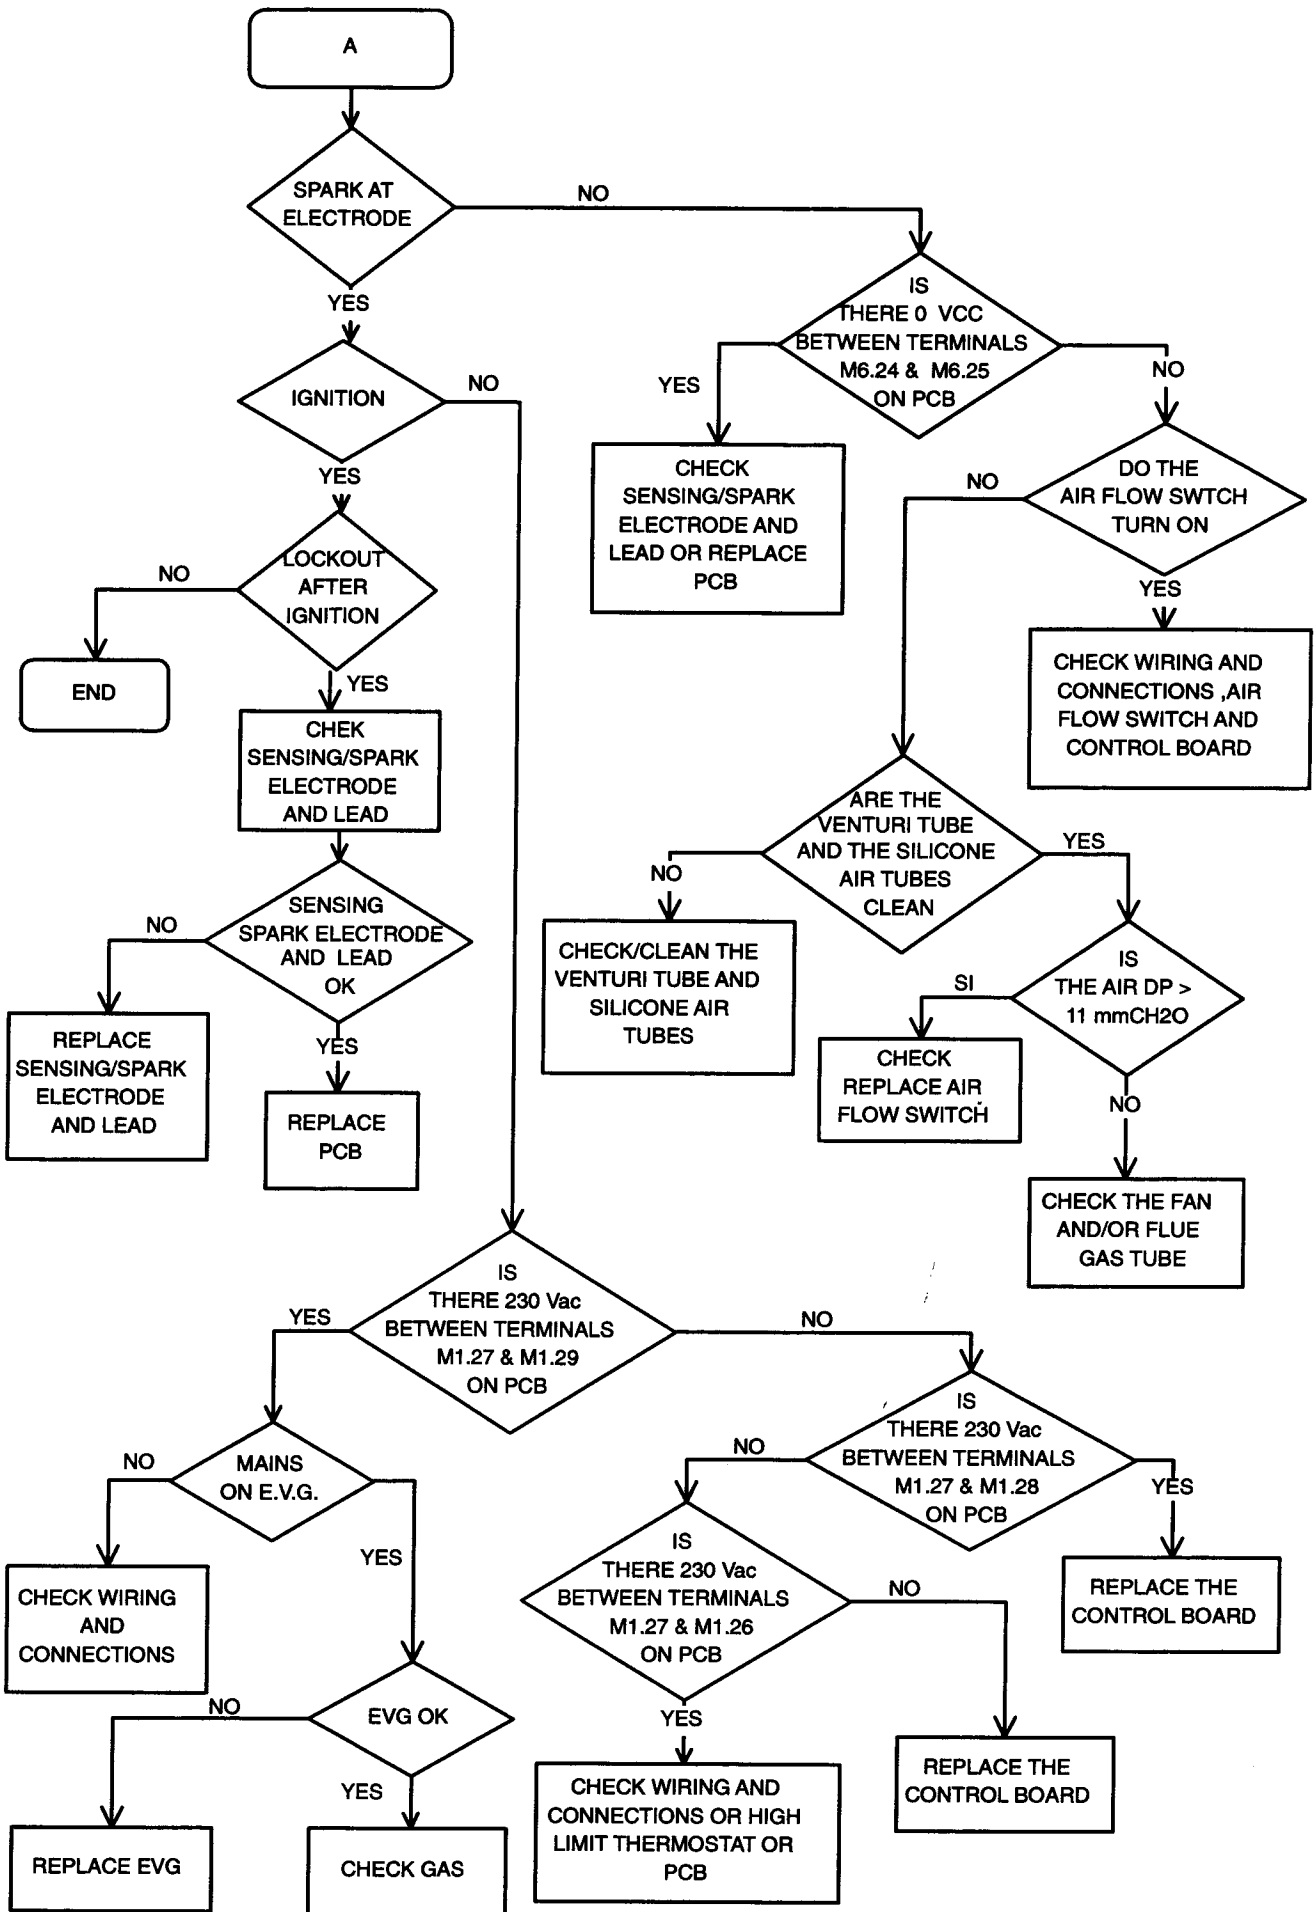 A
SPARK AT
ELECTRODE
NO
YES
IS
THERE 0 VCC
BETWEEN TERMINALS
M6.24 & M6.25
ON PCB
IGNITION
NO
YES
NO
YES
CHECK
SENSING/SPARK
ELECTRODE AND
LEAD OR REPLACE
PCB
DO THE
AIR FLOW SWTCH
TURN ON
NO
YES
LOCKOUT
AFTER
IGNITION
NO
YES
END
CHECK WIRING AND
CONNECTIONS ,AIR
FLOW SWITCH AND
CONTROL BOARD
CHEK
SENSING/SPARK
ELECTRODE
AND LEAD
ARE THE
VENTURI TUBE
AND THE SILICONE
AIR TUBES
CLEAN
YES
NO
SENSING
SPARK ELECTRODE
AND LEAD
OK
NO
YES
CHECK/CLEAN THE
VENTURI TUBE AND
SILICONE AIR
TUBES
IS
THE AIR DP >
11 mmCH2O
SI
NO
REPLACE
SENSING/SPARK
ELECTRODE
AND LEAD
REPLACE
PCB
CHECK
REPLACE AIR
FLOW SWITCH
CHECK THE FAN
AND/OR FLUE
GAS TUBE
IS
THERE 230 Vac
BETWEEN TERMINALS
M1.27 & M1.29
ON PCB
YES
NO
MAINS
ON E.V.G.
NO
YES
IS
THERE 230 Vac
BETWEEN TERMINALS
M1.27 & M1.28
ON PCB
NO
YES
CHECK WIRING
AND
CONNECTIONS
IS
THERE 230 Vac
BETWEEN TERMINALS
M1.27 & M1.26
ON PCB
NO
YES
REPLACE THE
CONTROL BOARD
EVG OK
NO
YES
REPLACE EVG
CHECK GAS
CHECK WIRING AND
CONNECTIONS OR HIGH
LIMIT THERMOSTAT OR
PCB
REPLACE THE
CONTROL BOARD